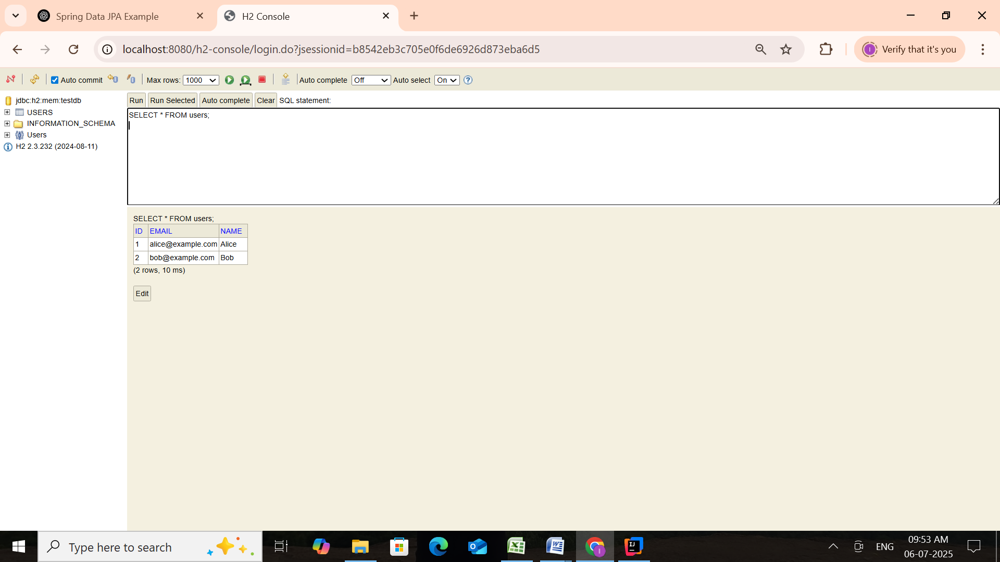 Spring Data JPA Example
H2 Console
localhost:8080/h2-console/login.do?jsessionid=b8542eb3c705e0f6de6926d873eba6d5
Verify that it's you
Auto commit
Max rows: 1000
Auto complete Off
Auto select On
jdbc:h2:mem:testdb
USERS
INFORMATION_SCHEMA
Users
H2 2.3.232 (2024-08-11)
Run Run Selected Auto complete Clear SQL statement:
SELECT * FROM users;
SELECT * FROM users;
ID EMAIL NAME
1 alice@example.com Alice
2 bob@example.com Bob
(2 rows, 10 ms)
Edit
Type here to search
ENG
09:53 AM
06-07-2025